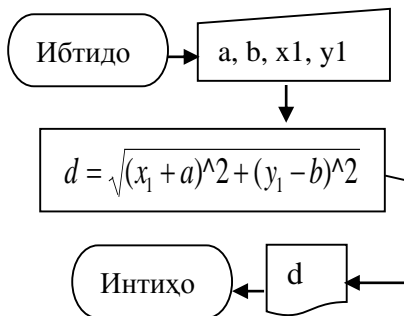 Ибтидо
a, b, x1, y1
d = √(x₁ + a)^2 + (y₁ − b)^2
Интиҳо
d